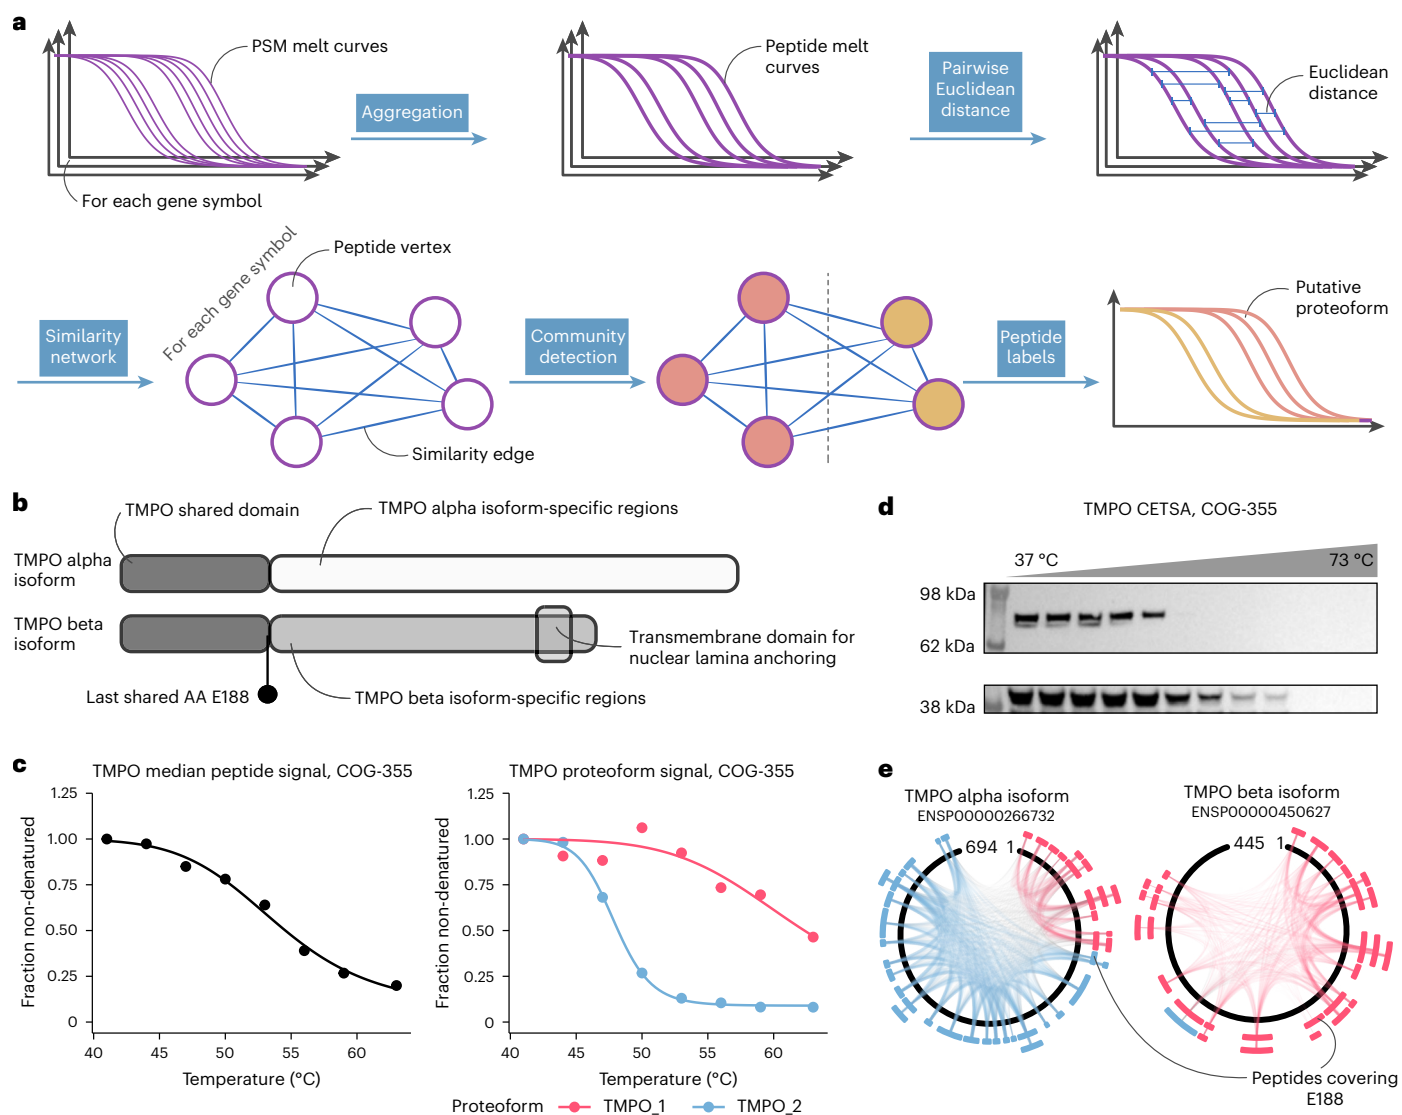 a
PSM melt curves
For each gene symbol
Aggregation
Peptide melt
curves
Pairwise
Euclidean
distance
Euclidean
distance
Similarity
network
For each gene symbol
Peptide vertex
Similarity edge
Community
detection
Peptide
labels
Putative
proteoform
b
TMPO shared domain
TMPO alpha isoform-specific regions
TMPO alpha
isoform
TMPO beta
isoform
Transmembrane domain for
nuclear lamina anchoring
Last shared AA E188
TMPO beta isoform-specific regions
c
TMPO median peptide signal, COG-355
Fraction non-denatured
1.25
1.00
0.75
0.50
0.25
0
40
45
50
55
60
Temperature (°C)
TMPO proteoform signal, COG-355
Fraction non-denatured
1.25
1.00
0.75
0.50
0.25
0
40
45
50
55
60
Temperature (°C)
Proteoform
TMPO_1
TMPO_2
d
TMPO CETSA, COG-355
37 °C
73 °C
98 kDa
62 kDa
38 kDa
e
TMPO alpha isoform
ENSP00000266732
694 1
TMPO beta isoform
ENSP00000450627
445 1
Peptides covering
E188